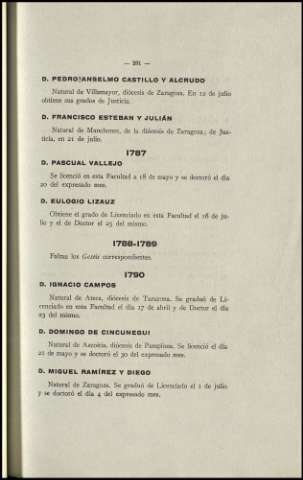 — 201 —
D. PEDRO ANSELMO CASTILLO Y ALCRUDO
Natural de Villamayor, diócesis de Zaragoza. En 12 de julio
obtiene sus grados de Justicia.
D. FRANCISCO ESTEBAN Y JULIÁN
Natural de Manchones, de la diócesis de Zaragoza; de Jus-
ticia, en 21 de julio.
1787
D. PASCUAL VALLEJO
Se licenció en esta Facultad a 18 de mayo y se doctoró el día
20 del expresado mes.
D. EULOGIO LIZAUZ
Obtiene el grado de Licenciado en esta Facultad el 18 de ju-
lio y el de Doctor el 25 del mismo.
1788-1789
Faltan los Gestis correspondientes.
1790
D. IGNACIO CAMPOS
Natural de Ateca, diócesis de Tarazona. Se graduó de Li-
cenciado en esta Facultad el día 17 de abril y de Doctor el día
23 del mismo.
D. DOMINGO DE CINCUNEGUI
Natural de Azcoitia, diócesis de Pamplona. Se licenció el día
21 de mayo y se doctoró el 30 del expresado mes.
D. MIGUEL RAMÍREZ Y DIEGO
Natural de Zaragoza. Se graduó de Licenciado el 1 de julio
y se doctoró el día 4 del expresado mes.